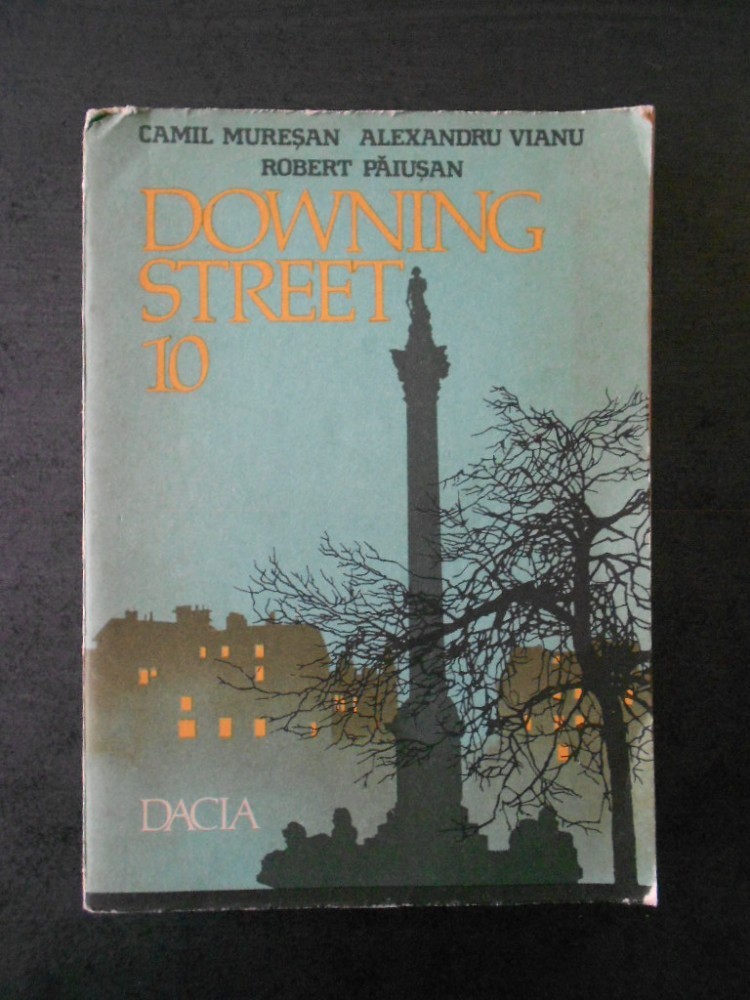 CAMIL MUREȘAN ALEXANDRU VIANU
ROBERT PĂIUȘAN
DOWNING
STREET
10
DACIA